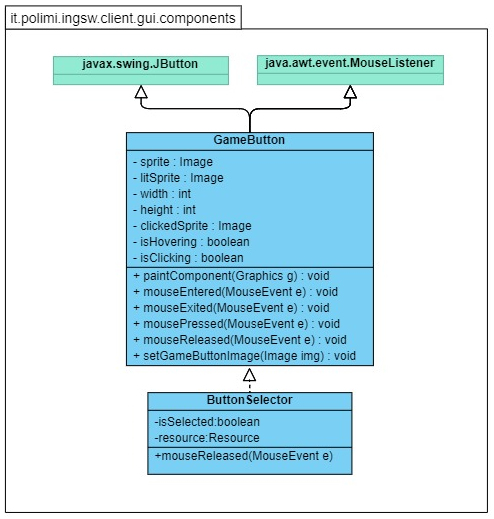 it.polimi.ingsw.client.gui.components
javax.swing.JButton
java.awt.event.MouseListener
GameButton
- sprite : Image
- litSprite : Image
- width : int
- height : int
- clickedSprite : Image
- isHovering : boolean
- isClicking : boolean
+ paintComponent(Graphics g) : void
+ mouseEntered(MouseEvent e) : void
+ mouseExited(MouseEvent e) : void
+ mousePressed(MouseEvent e) : void
+ mouseReleased(MouseEvent e) : void
+ setGameButtonImage(Image img) : void
ButtonSelector
-isSelected:boolean
-resource:Resource
+mouseReleased(MouseEvent e)